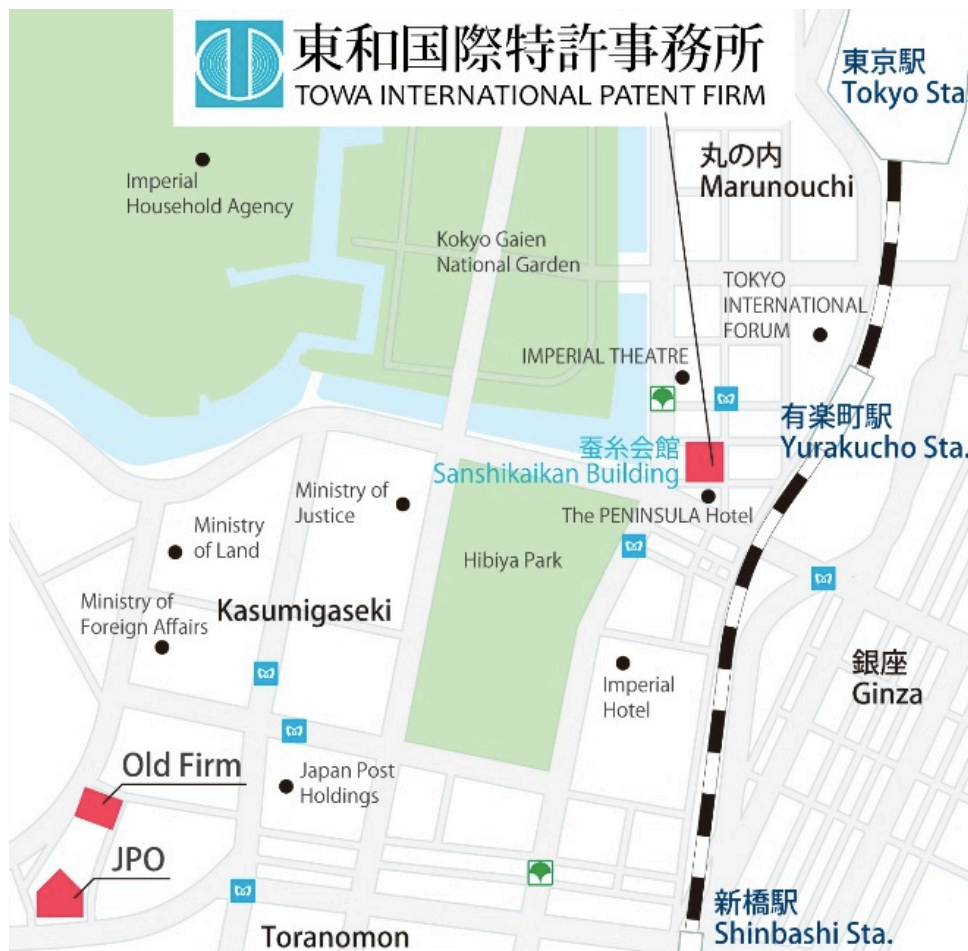 東和国際特許事務所
TOWA INTERNATIONAL PATENT FIRM
東京駅
Tokyo Sta.
丸の内
Marunouchi
Imperial
Household Agency
Kokyo Gaien
National Garden
TOKYO
INTERNATIONAL
FORUM
IMPERIAL THEATRE
有楽町駅
Yurakucho Sta.
蚕糸会館
Sanshikaikan Building
The PENINSULA Hotel
Ministry of
Justice
Ministry
of Land
Hibiya Park
Ministry of
Foreign Affairs
Kasumigaseki
銀座
Ginza
Imperial
Hotel
Old Firm
Japan Post
Holdings
JPO
新橋駅
Shinbashi Sta.
Toranomon